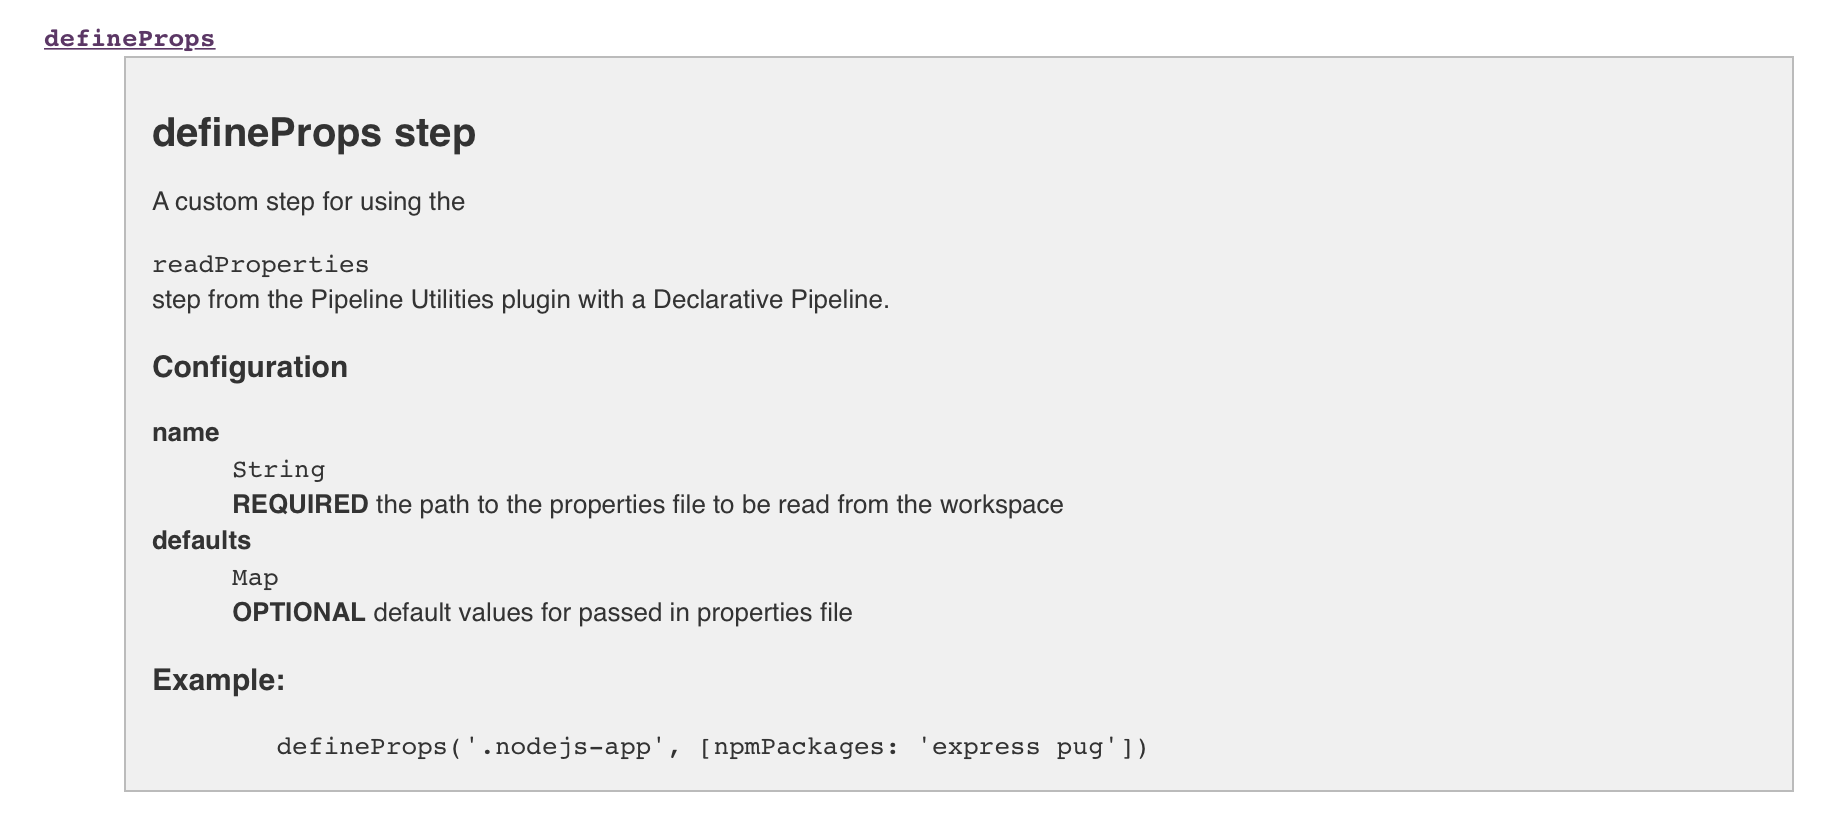 defineProps
defineProps step
A custom step for using the
readProperties
step from the Pipeline Utilities plugin with a Declarative Pipeline.
Configuration
name
String
REQUIRED the path to the properties file to be read from the workspace
defaults
Map
OPTIONAL default values for passed in properties file
Example:
defineProps('.nodejs-app', [npmPackages: 'express pug'])